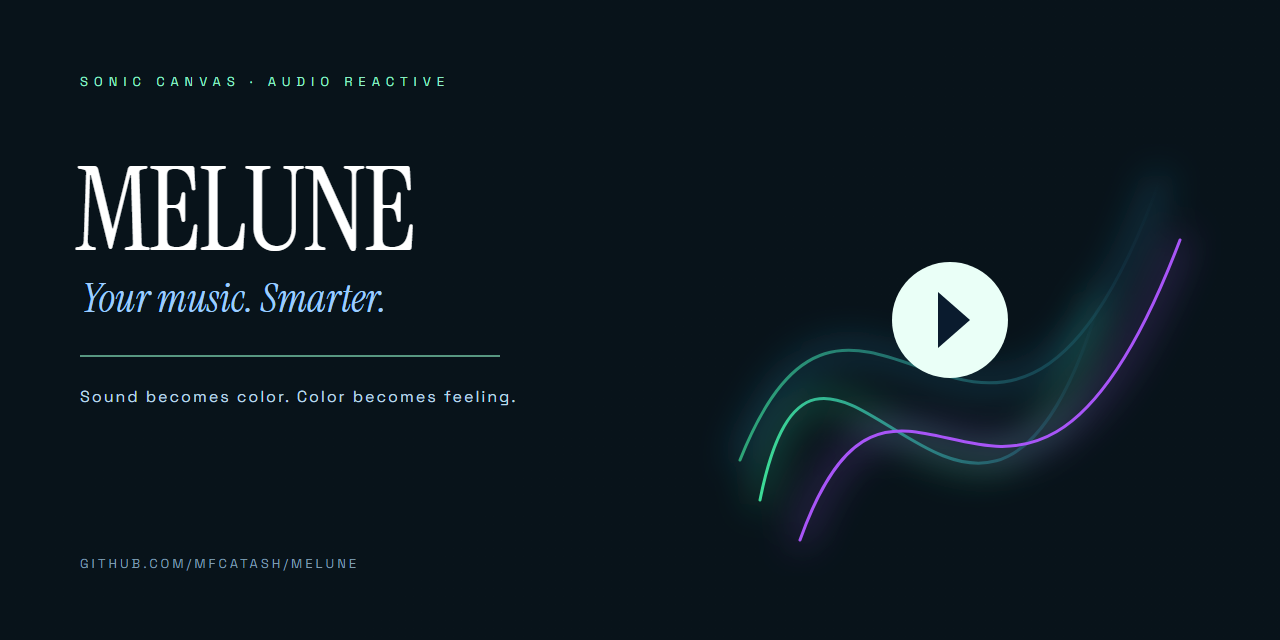 SONIC CANVAS · AUDIO REACTIVE
MELUNE
Your music. Smarter.
Sound becomes color. Color becomes feeling.
GITHUB.COM/MFCATASH/MELUNE